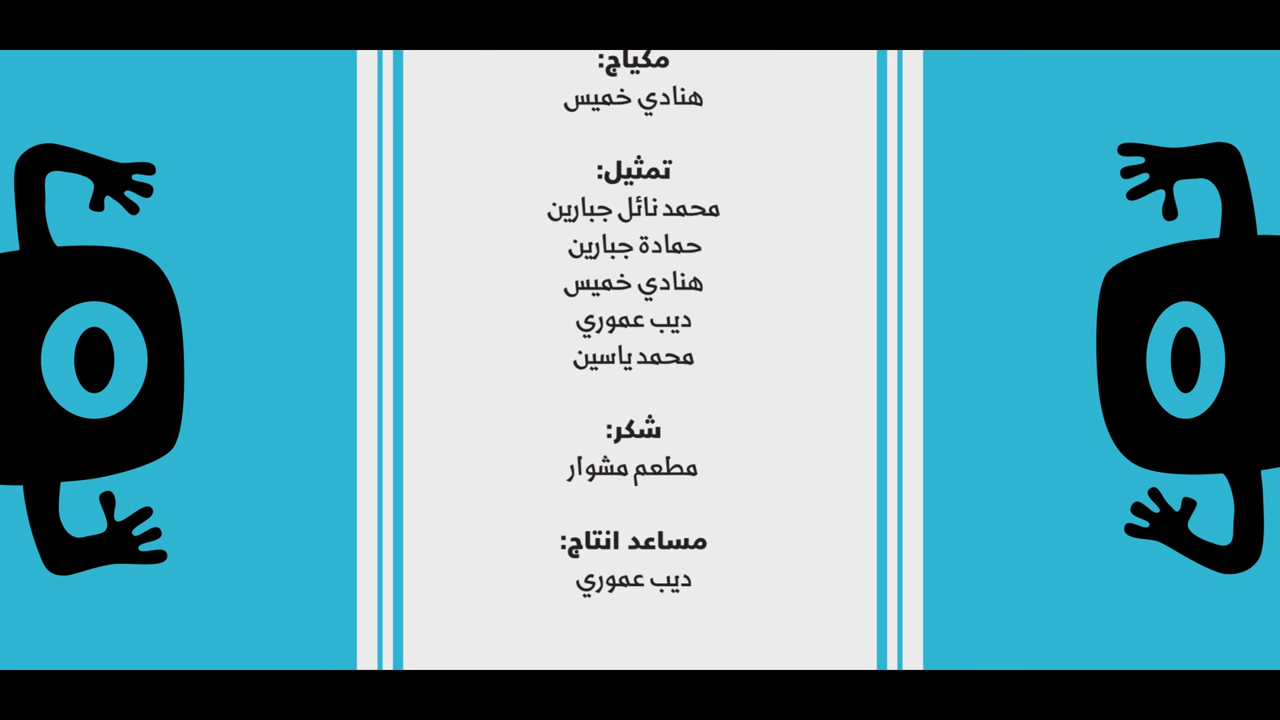 مكياج:
هنادي خميس
تمثيل:
محمد نائل جبارين
حمادة جبارين
هنادي خميس
ديب عموري
محمد ياسين
شكر:
مطعم مشوار
مساعد انتاج:
ديب عموري